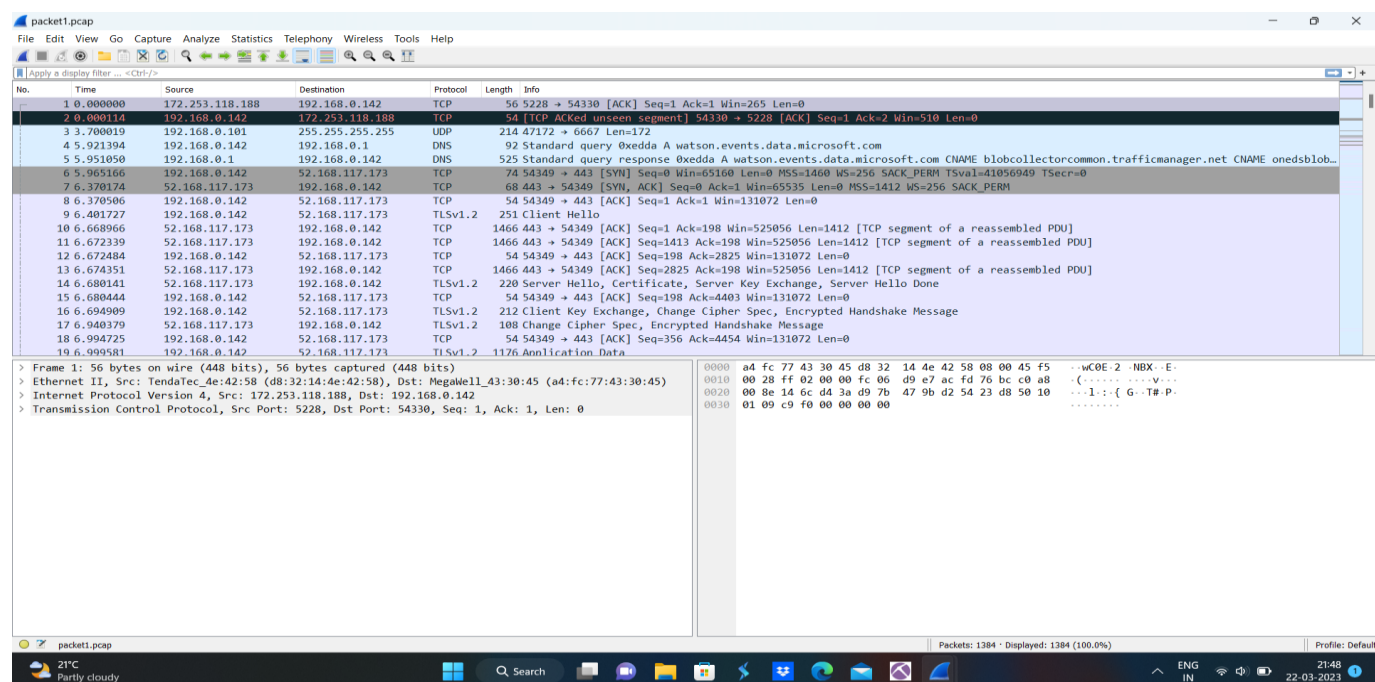 packet1.pcap
File Edit View Go Capture Analyze Statistics Telephony Wireless Tools Help
Apply a display filter ... <Ctrl-/>
No. Time Source Destination Protocol Length Info
1 0.000000 172.253.118.188 192.168.0.142 TCP 56 5228 → 54330 [ACK] Seq=1 Ack=1 Win=265 Len=0
2 0.000114 192.168.0.142 172.253.118.188 TCP 54 [TCP ACKed unseen segment] 54330 → 5228 [ACK] Seq=1 Ack=2 Win=510 Len=0
3 3.700019 192.168.0.101 255.255.255.255 UDP 214 47172 → 6667 Len=172
4 5.921394 192.168.0.142 192.168.0.1 DNS 92 Standard query 0xedda A watson.events.data.microsoft.com
5 5.951050 192.168.0.1 192.168.0.142 DNS 525 Standard query response 0xedda A watson.events.data.microsoft.com CNAME blobcollectorcommon.trafficmanager.net CNAME onedsblob…
6 5.965166 192.168.0.142 52.168.117.173 TCP 74 54349 → 443 [SYN] Seq=0 Win=65160 Len=0 MSS=1460 WS=256 SACK_PERM TSval=41056949 TSecr=0
7 6.370174 52.168.117.173 192.168.0.142 TCP 68 443 → 54349 [SYN, ACK] Seq=0 Ack=1 Win=65535 Len=0 MSS=1412 WS=256 SACK_PERM
8 6.370506 192.168.0.142 52.168.117.173 TCP 54 54349 → 443 [ACK] Seq=1 Ack=1 Win=131072 Len=0
9 6.401727 192.168.0.142 52.168.117.173 TLSv1.2 251 Client Hello
10 6.668966 52.168.117.173 192.168.0.142 TCP 1466 443 → 54349 [ACK] Seq=1 Ack=198 Win=525056 Len=1412 [TCP segment of a reassembled PDU]
11 6.672339 52.168.117.173 192.168.0.142 TCP 1466 443 → 54349 [ACK] Seq=1413 Ack=198 Win=525056 Len=1412 [TCP segment of a reassembled PDU]
12 6.672484 192.168.0.142 52.168.117.173 TCP 54 54349 → 443 [ACK] Seq=198 Ack=2825 Win=131072 Len=0
13 6.674351 52.168.117.173 192.168.0.142 TCP 1466 443 → 54349 [ACK] Seq=2825 Ack=198 Win=525056 Len=1412 [TCP segment of a reassembled PDU]
14 6.680141 52.168.117.173 192.168.0.142 TLSv1.2 220 Server Hello, Certificate, Server Key Exchange, Server Hello Done
15 6.680444 192.168.0.142 52.168.117.173 TCP 54 54349 → 443 [ACK] Seq=198 Ack=4403 Win=131072 Len=0
16 6.694909 192.168.0.142 52.168.117.173 TLSv1.2 212 Client Key Exchange, Change Cipher Spec, Encrypted Handshake Message
17 6.940379 52.168.117.173 192.168.0.142 TLSv1.2 108 Change Cipher Spec, Encrypted Handshake Message
18 6.994725 192.168.0.142 52.168.117.173 TCP 54 54349 → 443 [ACK] Seq=356 Ack=4454 Win=131072 Len=0
19 6.999581 192.168.0.142 52.168.117.173 TLSv1.2 1176 Application Data
> Frame 1: 56 bytes on wire (448 bits), 56 bytes captured (448 bits)
> Ethernet II, Src: TendaTec_4e:42:58 (d8:32:14:4e:42:58), Dst: MegaWell_43:30:45 (a4:fc:77:43:30:45)
> Internet Protocol Version 4, Src: 172.253.118.188, Dst: 192.168.0.142
> Transmission Control Protocol, Src Port: 5228, Dst Port: 54330, Seq: 1, Ack: 1, Len: 0
0000 a4 fc 77 43 30 45 d8 32 14 4e 42 58 08 00 45 f5 ··wC0E·2 ·NBX··E·
0010 00 28 ff 02 00 00 fc 06 d9 e7 ac fd 76 bc c0 a8 ·(······ ····v···
0020 00 8e 14 6c d4 3a d9 7b 47 9b d2 54 23 d8 50 10 ···l·:·{ G··T#·P·
0030 01 09 c9 f0 00 00 00 00 ········
packet1.pcap
Packets: 1384 · Displayed: 1384 (100.0%)
Profile: Default
21°C
Partly cloudy
Search
ENG
IN
21:48
22-03-2023
1